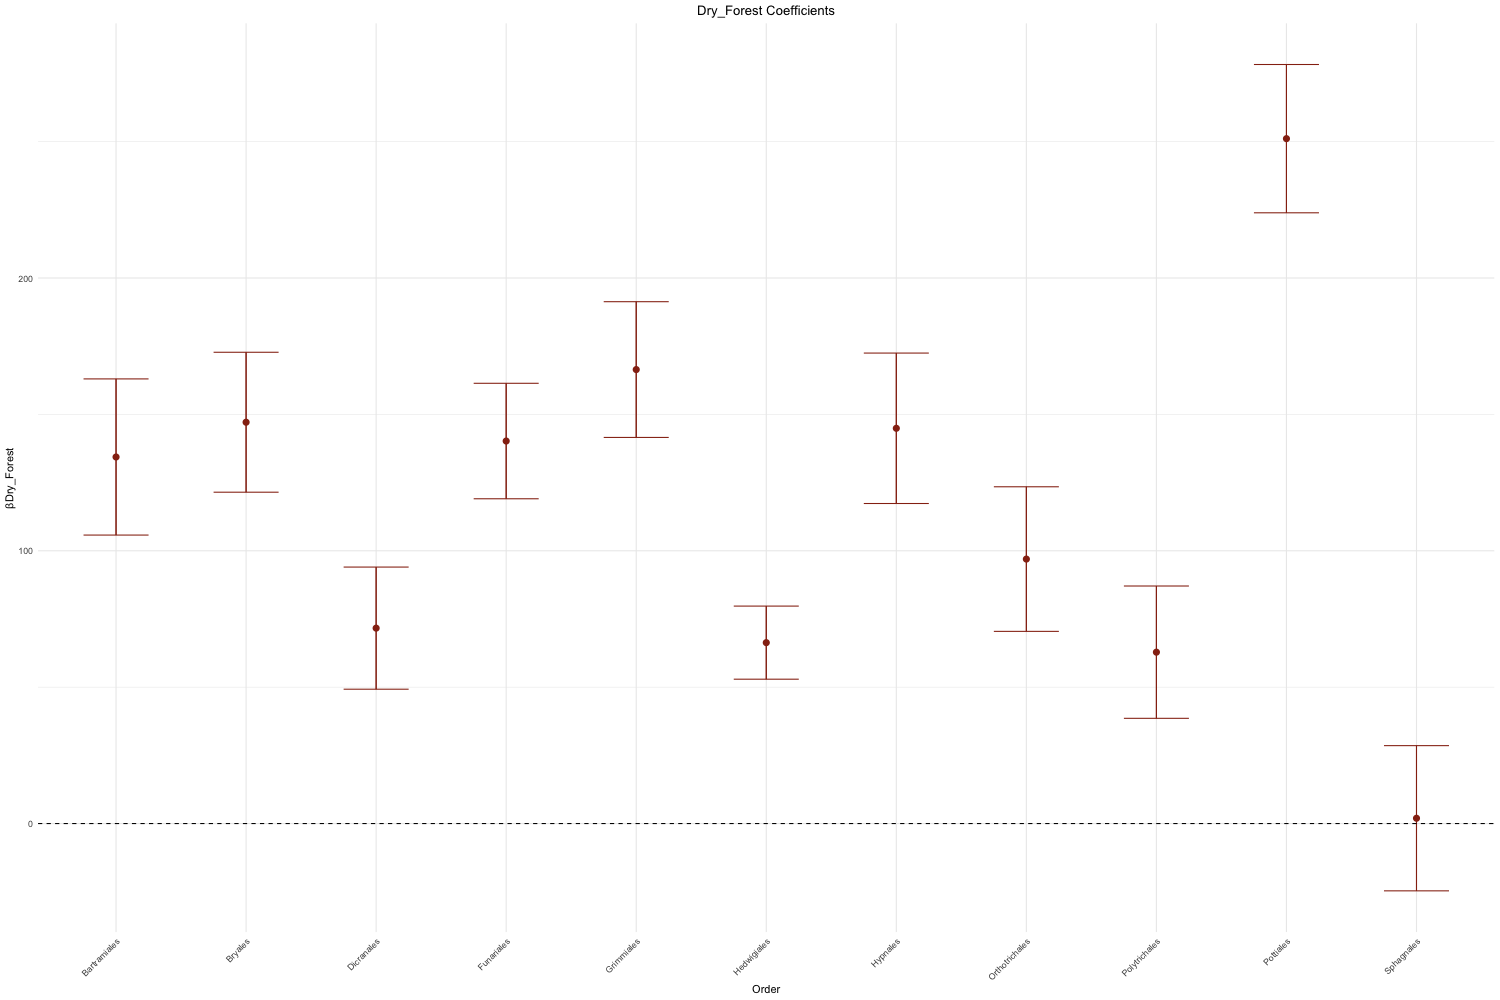 Dry_Forest Coefficients
βDry_Forest
200
100
0
Bartramiales
Bryales
Dicranales
Funariales
Grimmiales
Hedwigiales
Hypnales
Orthotrichales
Polytrichales
Pottiales
Sphagnales
Order